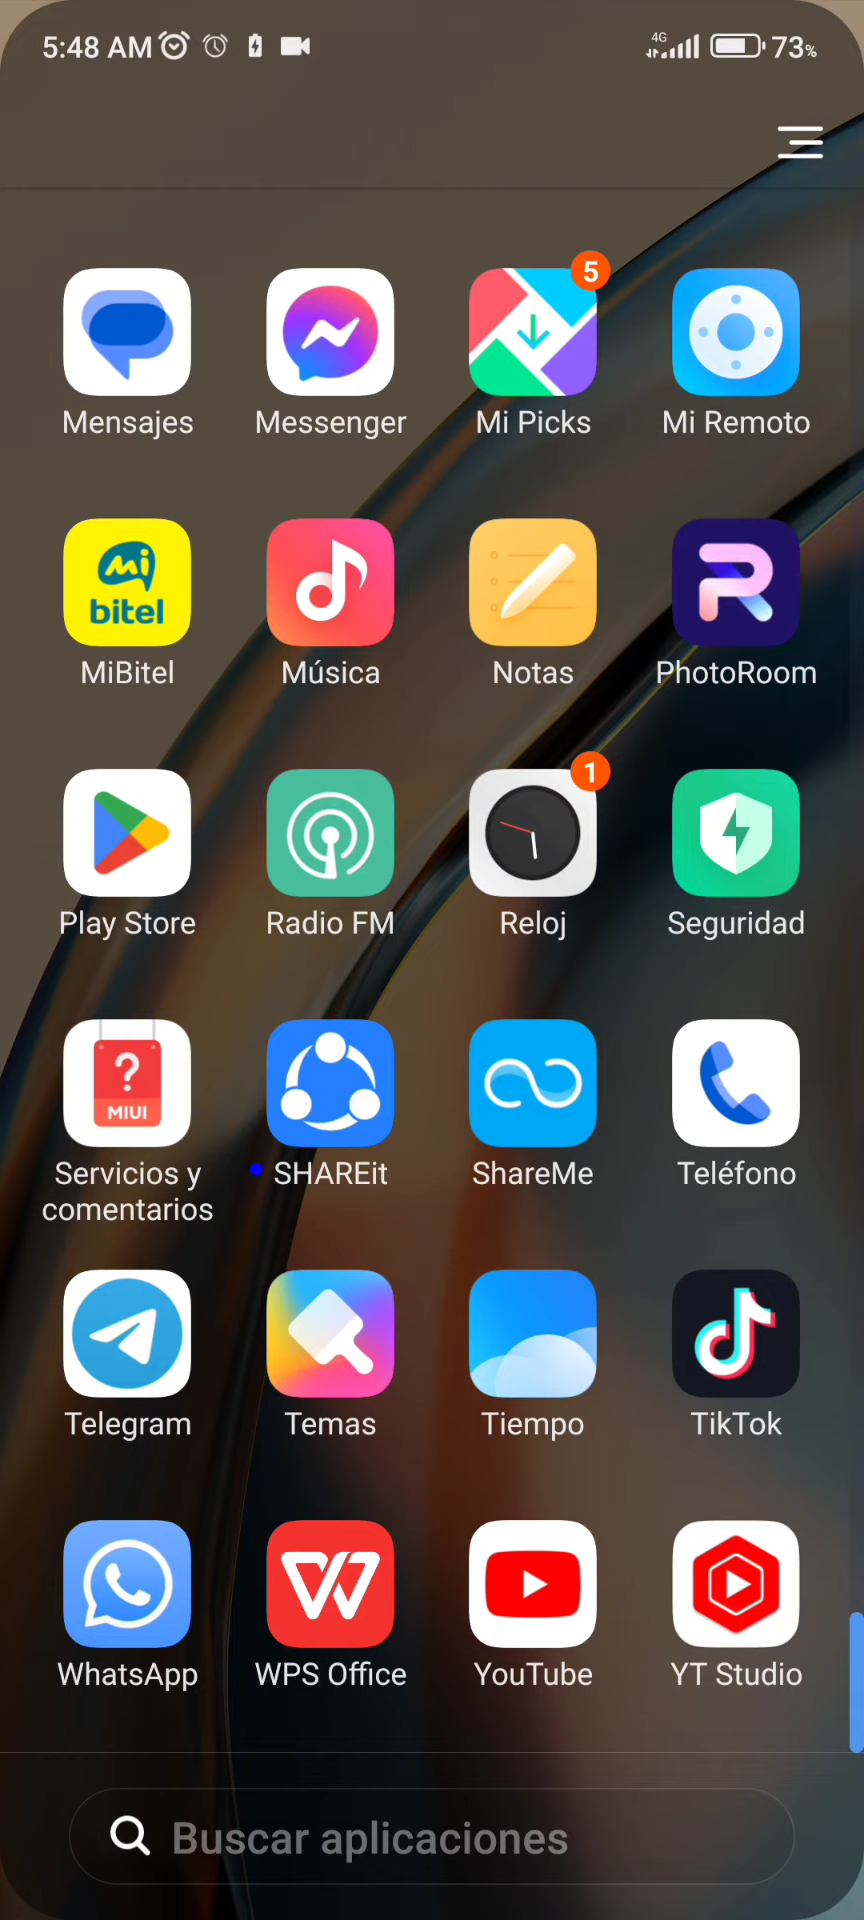 5:48 AM
4G
73%
5
Mensajes
Messenger
Mi Picks
Mi Remoto
Mi
bitel
MiBitel
Música
Notas
PhotoRoom
1
Play Store
Radio FM
Reloj
Seguridad
?
MIUI
Servicios y
comentarios
SHAREit
ShareMe
Teléfono
Telegram
Temas
Tiempo
TikTok
WhatsApp
WPS Office
YouTube
YT Studio
Buscar aplicaciones